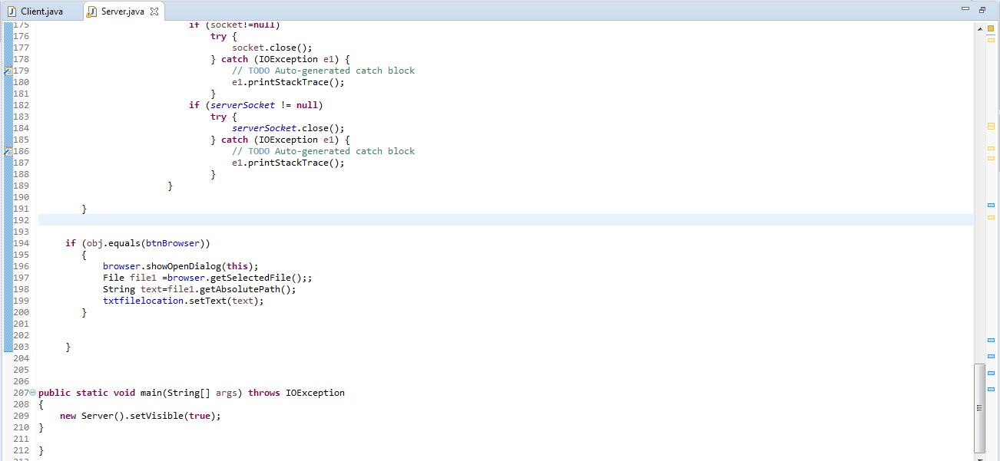 Client.java Server.java
175 if (socket!=null)
176 try {
177 socket.close();
178 } catch (IOException e1) {
179 // TODO Auto-generated catch block
180 e1.printStackTrace();
181 }
182 if (serverSocket != null)
183 try {
184 serverSocket.close();
185 } catch (IOException e1) {
186 // TODO Auto-generated catch block
187 e1.printStackTrace();
188 }
189 }
190
191 }
192
193
194 if (obj.equals(btnBrowser))
195 {
196 browser.showOpenDialog(this);
197 File file1 =browser.getSelectedFile();;
198 String text=file1.getAbsolutePath();
199 txtfilelocation.setText(text);
200 }
201
202
203 }
204
205
206
207 public static void main(String[] args) throws IOException
208 {
209 new Server().setVisible(true);
210 }
211
212 }
213